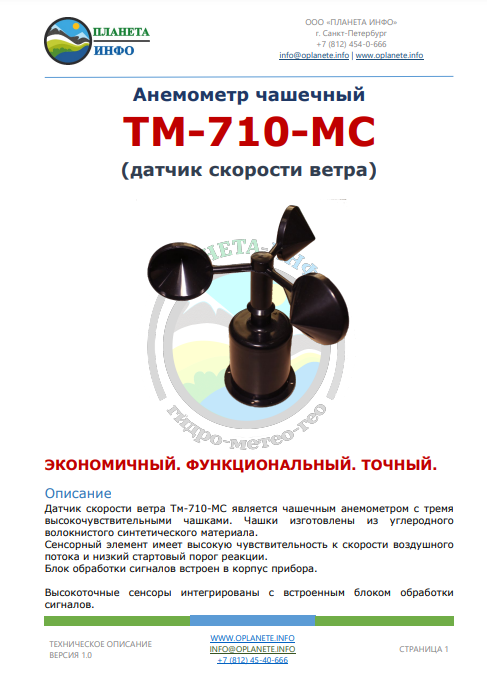 ПЛАНЕТА
ИНФО
ООО «ПЛАНЕТА ИНФО»
г. Санкт-Петербург
+7 (812) 454-0-666
info@oplanete.info | www.oplanete.info
Анемометр чашечный
ТМ-710-МС
(датчик скорости ветра)
ПЛАНЕТА-ИНФО
гидро-метео-гео
ЭКОНОМИЧНЫЙ. ФУНКЦИОНАЛЬНЫЙ. ТОЧНЫЙ.
Описание
Датчик скорости ветра Тм-710-МС является чашечным анемометром с тремя
высокочувствительными чашками. Чашки изготовлены из углеродного
волокнистого синтетического материала.
Сенсорный элемент имеет высокую чувствительность к скорости воздушного
потока и низкий стартовый порог реакции.
Блок обработки сигналов встроен в корпус прибора.
Высокоточные сенсоры интегрированы с встроенным блоком обработки
сигналов.
ТЕХНИЧЕСКОЕ ОПИСАНИЕ
ВЕРСИЯ 1.0
WWW.OPLANETE.INFO
INFO@OPLANETE.INFO
+7 (812) 45-40-666
СТРАНИЦА 1